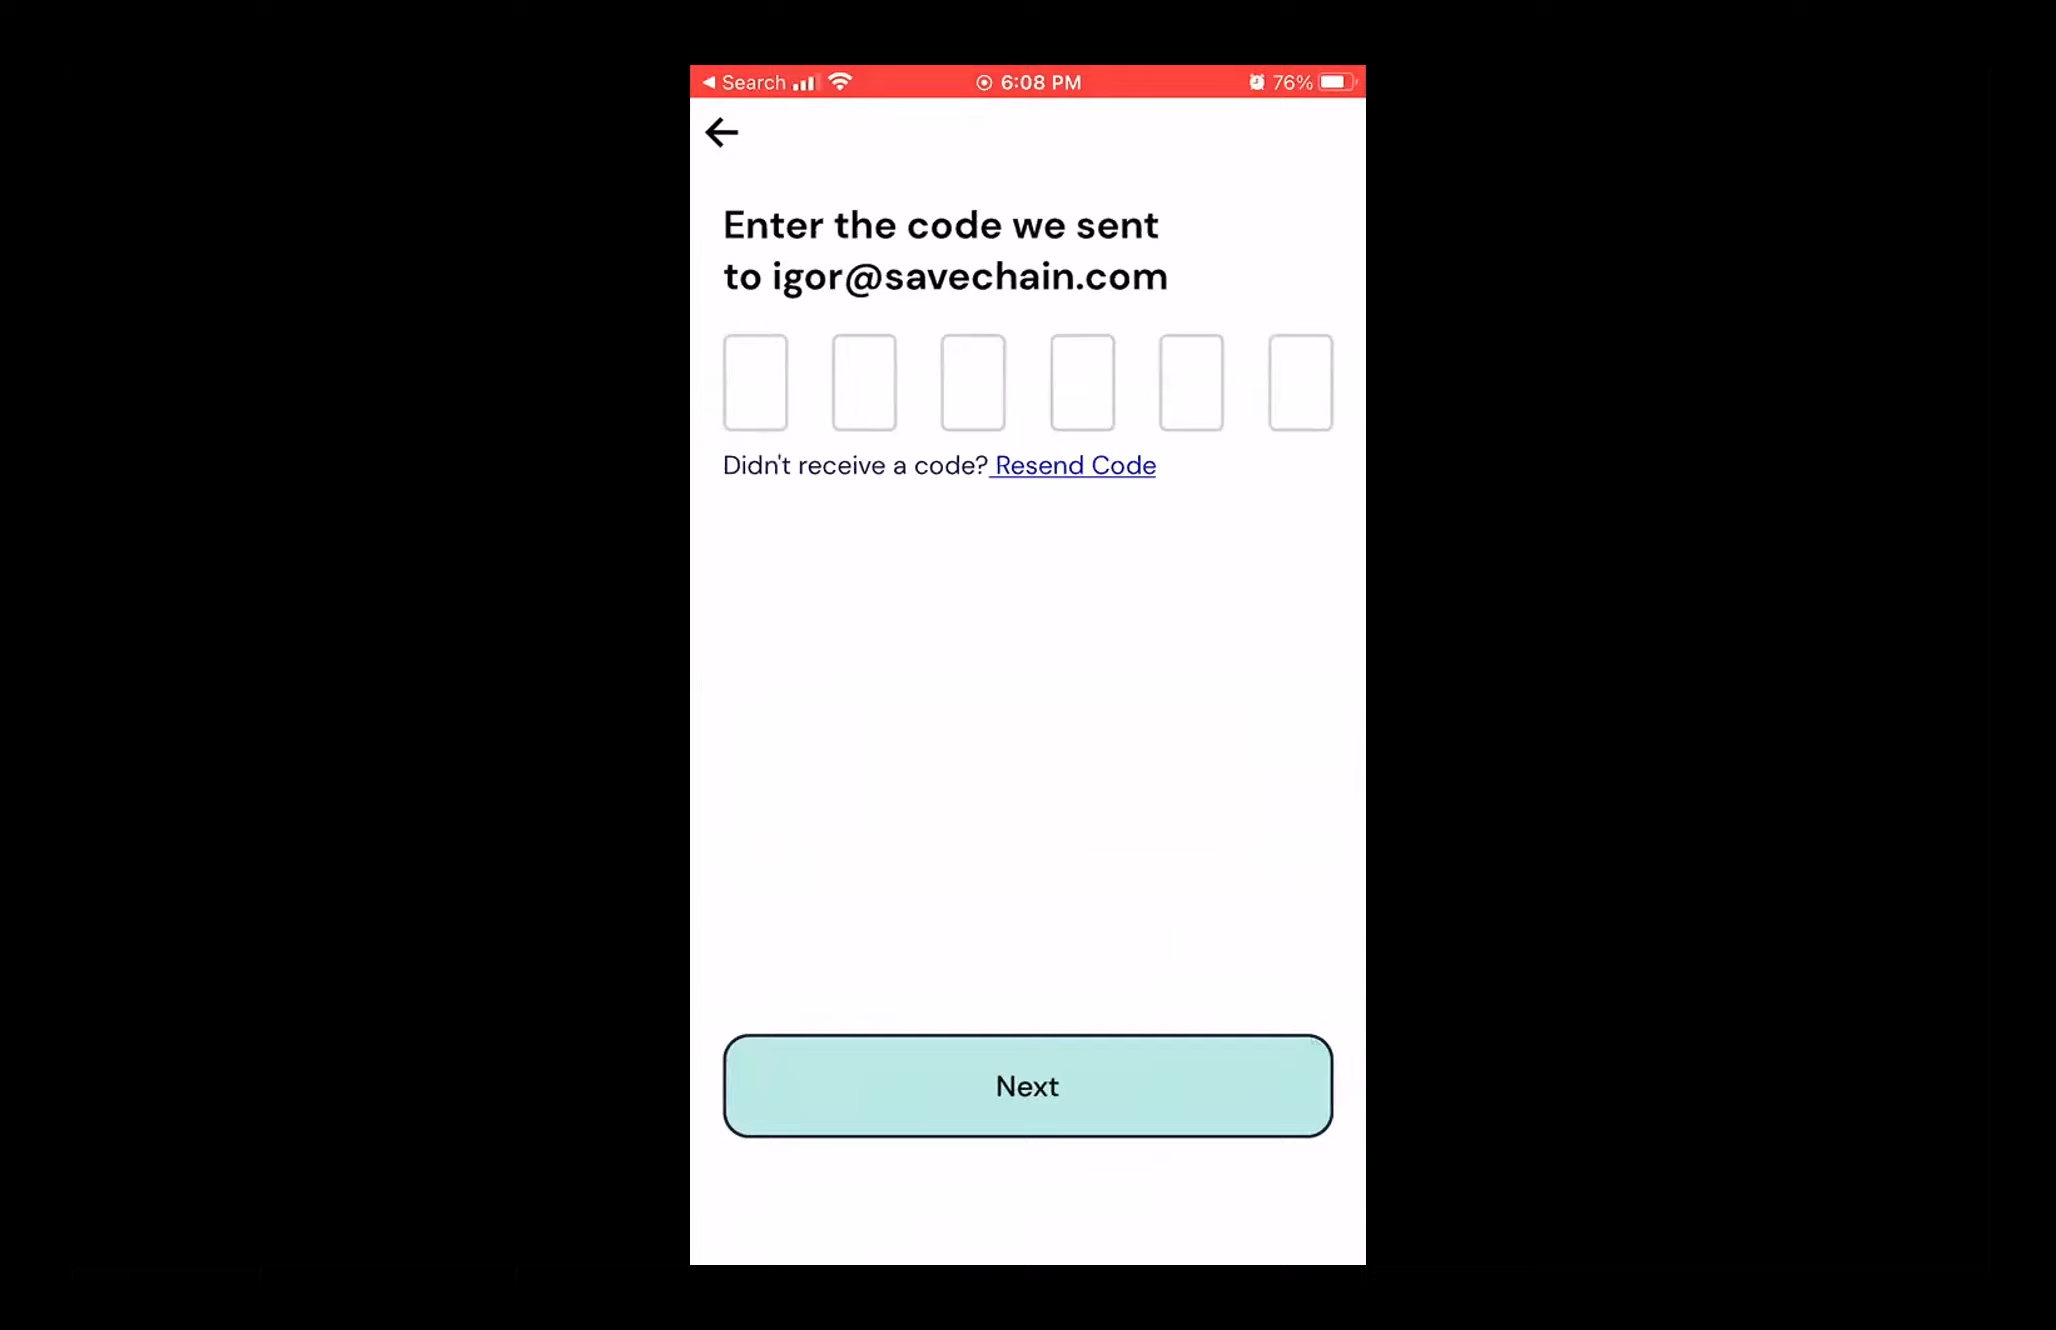 Search 6:08 PM 76%
Enter the code we sent
to igor@savechain.com
Didn't receive a code? Resend Code
Next